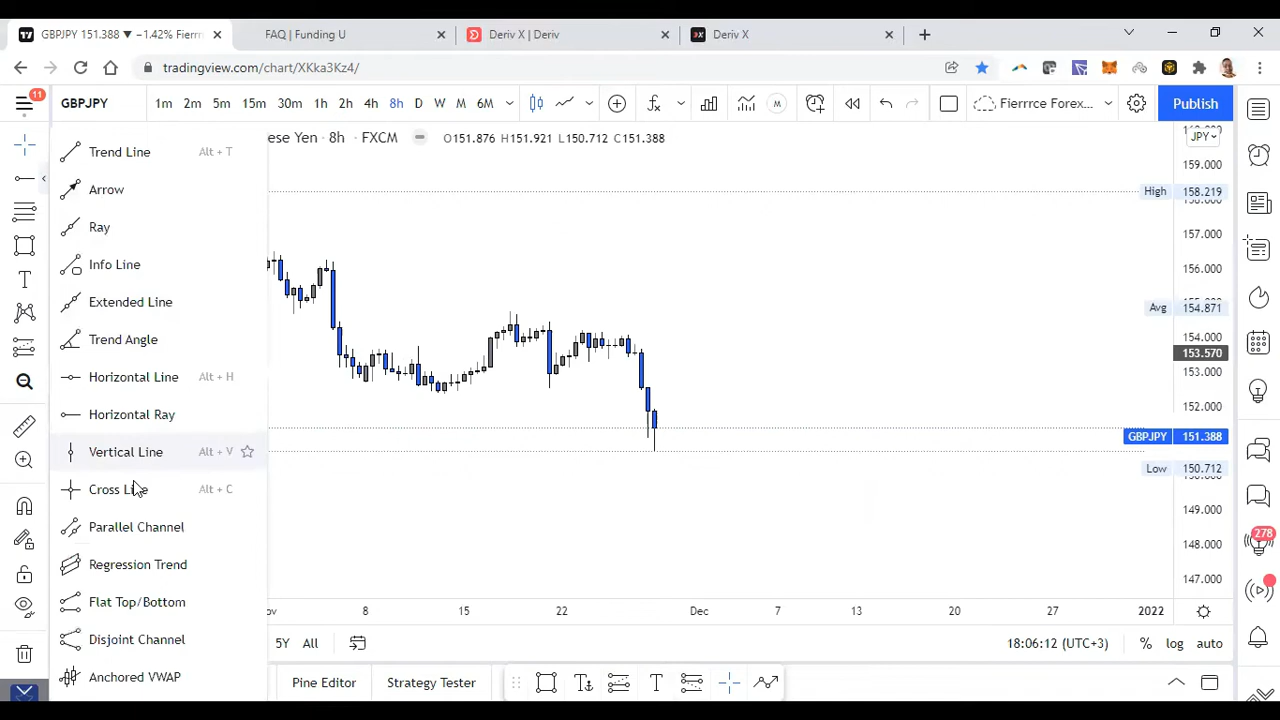 GBPJPY 151.388 ▼ −1.42% Fierrr
FAQ | Funding U
Deriv X | Deriv
Deriv X
tradingview.com/chart/XKka3Kz4/
11
GBPJPY
1m 2m 5m 15m 30m 1h 2h 4h 8h D W M 6M
M
Fierrrce Forex...
Publish
ese Yen · 8h · FXCM
O151.876 H151.921 L150.712 C151.388
JPY
159.000
High 158.219
158.000
157.000
156.000
155.000
Avg 154.871
154.000
153.570
153.000
152.000
GBPJPY 151.388
Low 150.712
150.000
149.000
148.000
147.000
Trend Line Alt + T
Arrow
Ray
Info Line
Extended Line
Trend Angle
Horizontal Line Alt + H
Horizontal Ray
Vertical Line Alt + V
Cross Line Alt + C
Parallel Channel
Regression Trend
Flat Top/Bottom
Disjoint Channel
Anchored VWAP
T
278
ov 8 15 22 Dec 7 13 20 27 2022
5Y All
18:06:12 (UTC+3)
% log auto
Pine Editor
Strategy Tester
T